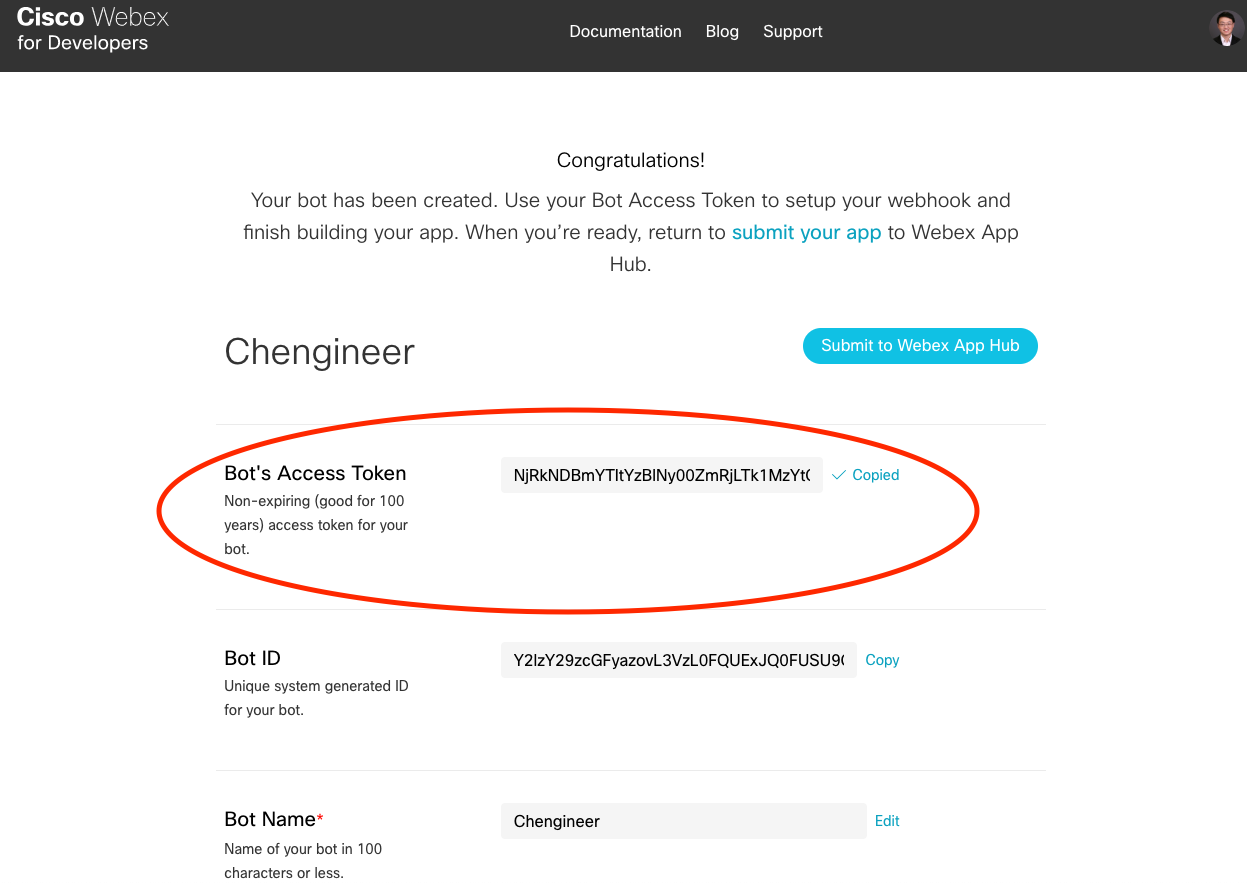 Cisco Webex
for Developers
Documentation Blog Support
Congratulations!
Your bot has been created. Use your Bot Access Token to setup your webhook and
finish building your app. When you’re ready, return to submit your app to Webex App
Hub.
Chengineer
Submit to Webex App Hub
Bot's Access Token
Non-expiring (good for 100
years) access token for your
bot.
Copied
Bot ID
Unique system generated ID
for your bot.
Copy
Bot Name*
Name of your bot in 100
characters or less.
Chengineer
Edit